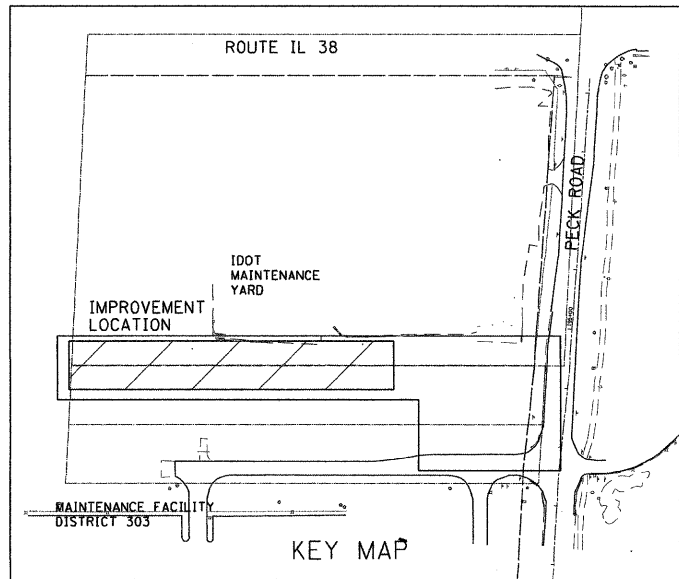 ROUTE IL 38
PECK ROAD
IDOT
MAINTENANCE
YARD
IMPROVEMENT
LOCATION
MAINTENANCE FACILITY
DISTRICT 303
KEY MAP